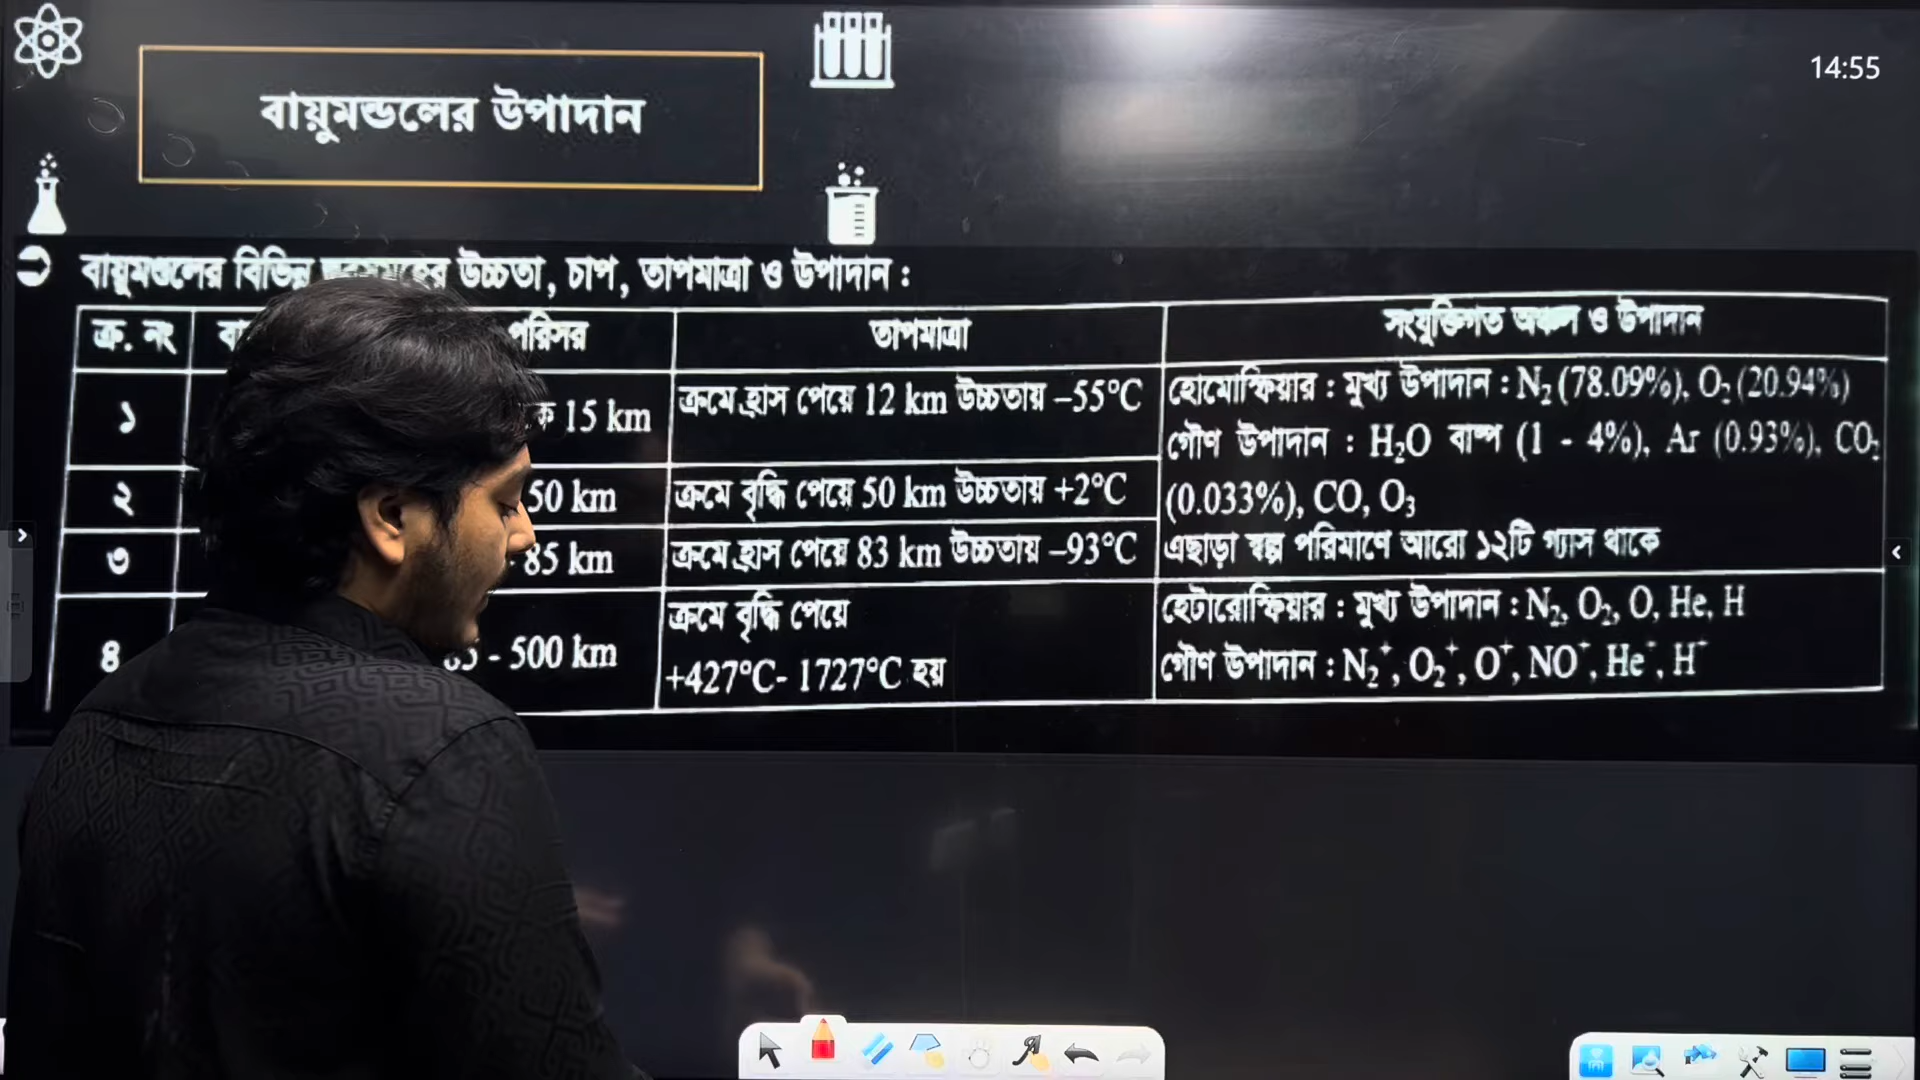 14:55
বায়ুমন্ডলের উপাদান
বায়ুমণ্ডলের বিভিন্ন স্তরসমূহের উচ্চতা, চাপ, তাপমাত্রা ও উপাদান :
ক্র. নং পরিসর তাপমাত্রা সংযুক্তিগত অঞ্চল ও উপাদান
১ 15 km ক্রমে হ্রাস পেয়ে 12 km উচ্চতায় –55°C হোমোস্ফিয়ার : মুখ্য উপাদান : N₂ (78.09%), O₂ (20.94%)
গৌণ উপাদান : H₂O বাষ্প (1 - 4%), Ar (0.93%), CO₂
২ 50 km ক্রমে বৃদ্ধি পেয়ে 50 km উচ্চতায় +2°C (0.033%), CO, O₃
৩ 85 km ক্রমে হ্রাস পেয়ে 83 km উচ্চতায় –93°C এছাড়া স্বল্প পরিমাণে আরো ১২টি গ্যাস থাকে
ক্রমে বৃদ্ধি পেয়ে হেটারোস্ফিয়ার : মুখ্য উপাদান : N₂, O₂, O, He, H
৪ - 500 km +427°C- 1727°C হয় গৌণ উপাদান : N₂⁺, O₂⁺, O⁺, NO⁺, He⁺, H⁺